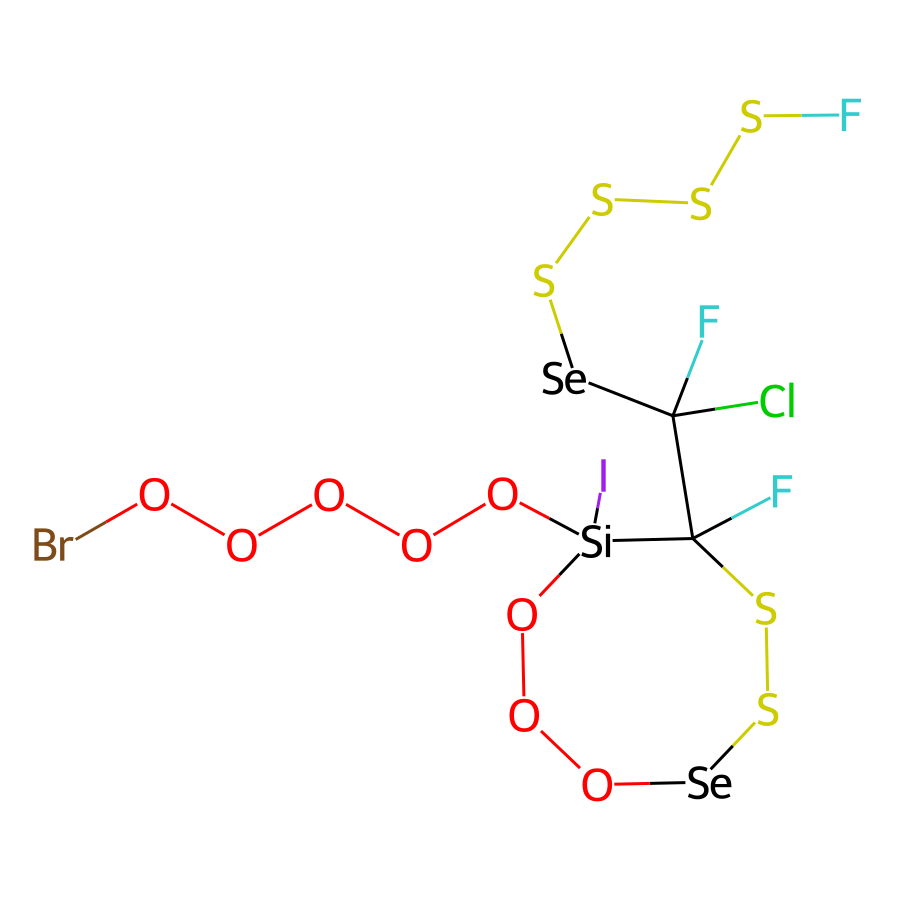 S F
S S
S
F
Se Cl
I F
O O O Si
Br O O
O S
O S
O Se